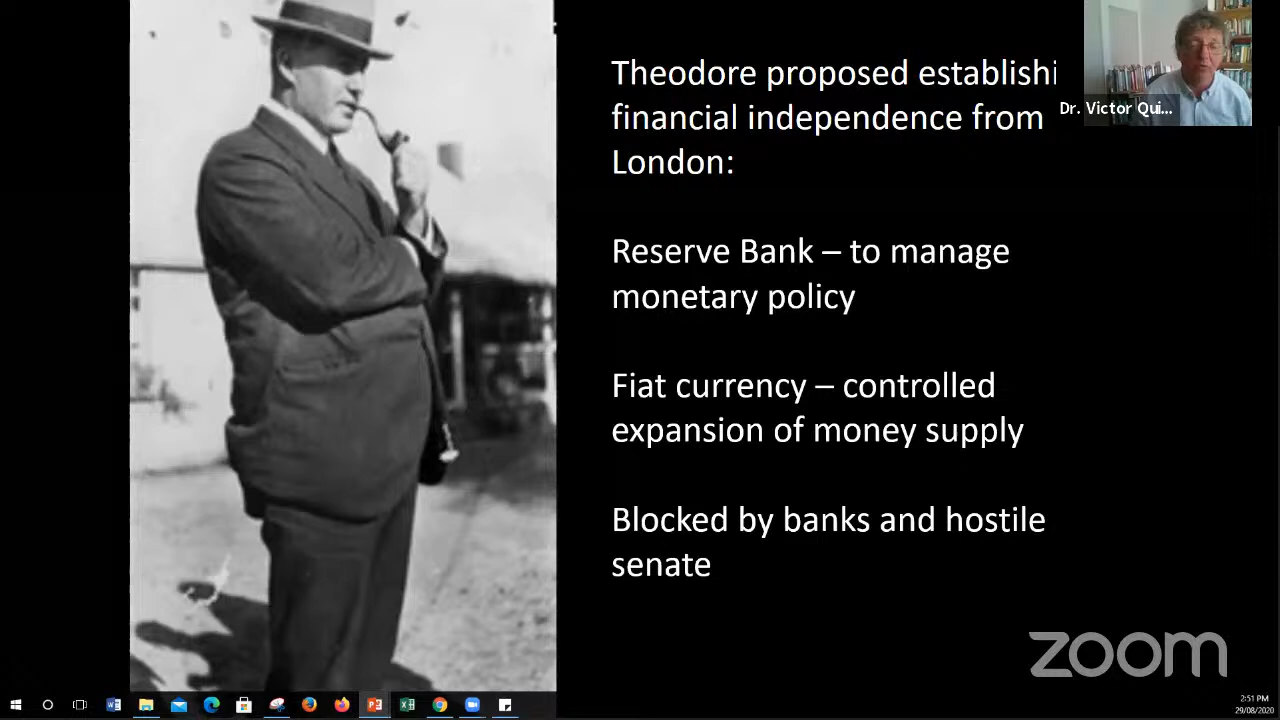 Theodore proposed establishi
financial independence from
London:
Reserve Bank – to manage
monetary policy
Fiat currency – controlled
expansion of money supply
Blocked by banks and hostile
senate
Dr. Victor Qui...
zoom
2:51 PM
29/08/2020